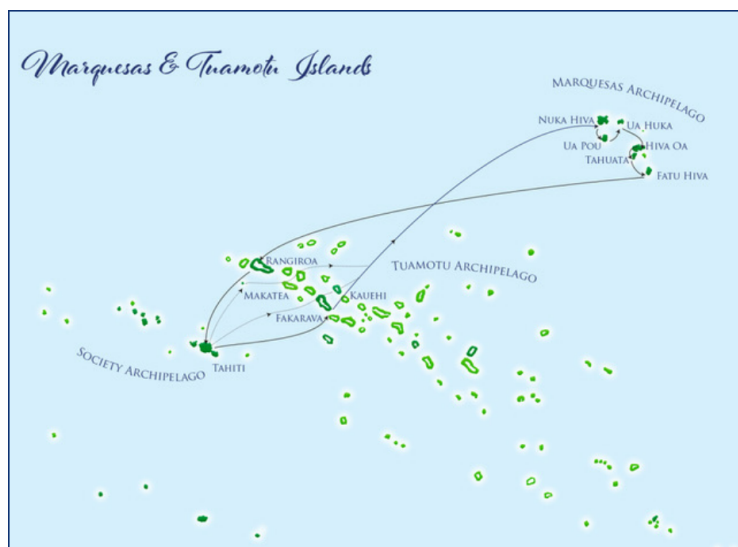 Marquesas & Tuamotu Islands
MARQUESAS ARCHIPELAGO
NUKA HIVA
UA HUKA
UA POU
HIVA OA
TAHUATA
FATU HIVA
RANGIROA
TUAMOTU ARCHIPELAGO
MAKATEA
KAUEHI
FAKARAVA
SOCIETY ARCHIPELAGO
TAHITI